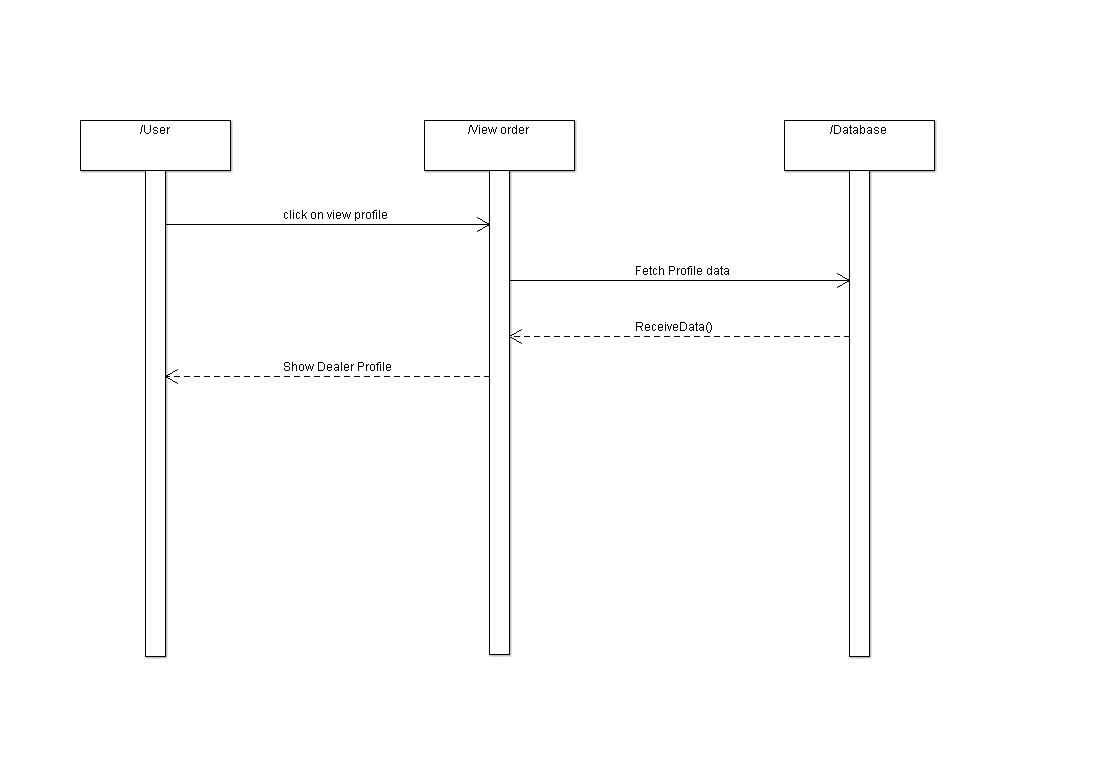 /User
/View order
/Database
click on view profile
Fetch Profile data
ReceiveData()
Show Dealer Profile